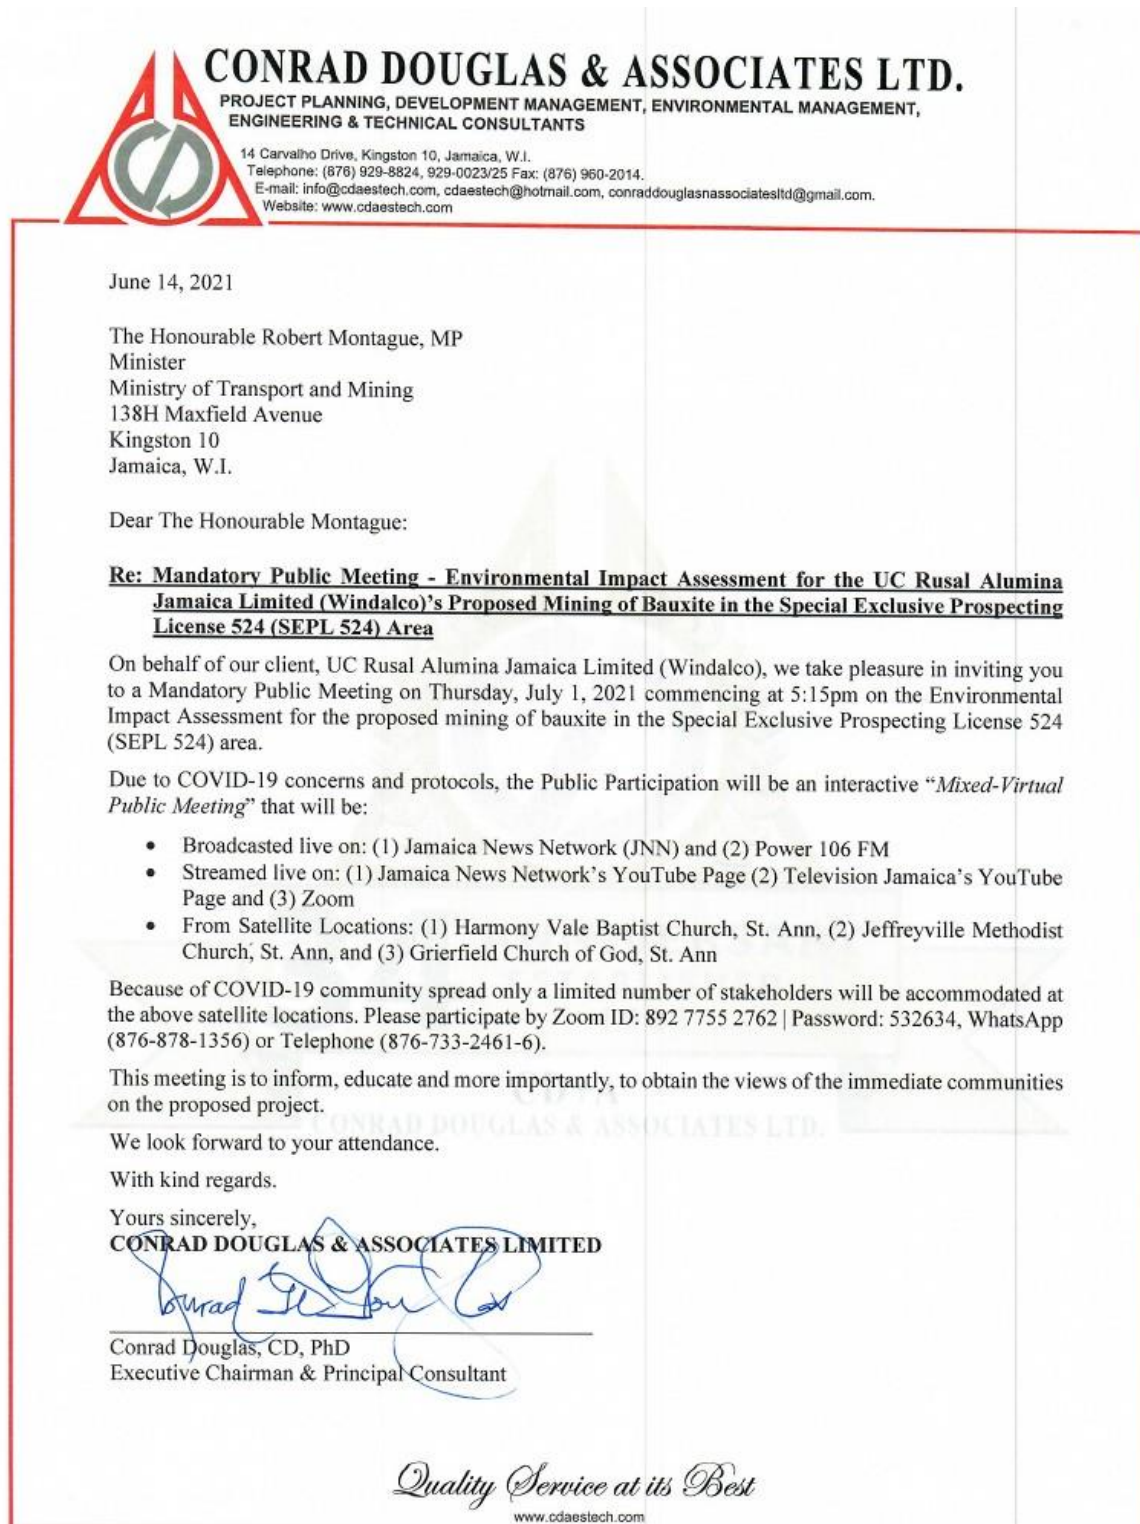 CONRAD DOUGLAS & ASSOCIATES LTD.
PROJECT PLANNING, DEVELOPMENT MANAGEMENT, ENVIRONMENTAL MANAGEMENT,
ENGINEERING & TECHNICAL CONSULTANTS
14 Carvalho Drive, Kingston 10, Jamaica, W.I.
Telephone: (876) 929-8824, 929-0023/25 Fax: (876) 960-2014.
E-mail: info@cdaestech.com, cdaestech@hotmail.com, conraddouglasnassociatesltd@gmail.com.
Website: www.cdaestech.com
June 14, 2021
The Honourable Robert Montague, MP
Minister
Ministry of Transport and Mining
138H Maxfield Avenue
Kingston 10
Jamaica, W.I.
Dear The Honourable Montague:
Re: Mandatory Public Meeting - Environmental Impact Assessment for the UC Rusal Alumina
Jamaica Limited (Windalco)'s Proposed Mining of Bauxite in the Special Exclusive Prospecting
License 524 (SEPL 524) Area
On behalf of our client, UC Rusal Alumina Jamaica Limited (Windalco), we take pleasure in inviting you
to a Mandatory Public Meeting on Thursday, July 1, 2021 commencing at 5:15pm on the Environmental
Impact Assessment for the proposed mining of bauxite in the Special Exclusive Prospecting License 524
(SEPL 524) area.
Due to COVID-19 concerns and protocols, the Public Participation will be an interactive “Mixed-Virtual
Public Meeting” that will be:
• Broadcasted live on: (1) Jamaica News Network (JNN) and (2) Power 106 FM
• Streamed live on: (1) Jamaica News Network's YouTube Page (2) Television Jamaica's YouTube
Page and (3) Zoom
• From Satellite Locations: (1) Harmony Vale Baptist Church, St. Ann, (2) Jeffreyville Methodist
Church, St. Ann, and (3) Grierfield Church of God, St. Ann
Because of COVID-19 community spread only a limited number of stakeholders will be accommodated at
the above satellite locations. Please participate by Zoom ID: 892 7755 2762 | Password: 532634, WhatsApp
(876-878-1356) or Telephone (876-733-2461-6).
This meeting is to inform, educate and more importantly, to obtain the views of the immediate communities
on the proposed project.
CONRAD DOUGLAS & ASSOCIATES LTD.
We look forward to your attendance.
With kind regards.
Yours sincerely,
CONRAD DOUGLAS & ASSOCIATES LIMITED
Conrad Douglas, CD, PhD
Executive Chairman & Principal Consultant
Quality Service at its Best
www.cdaestech.com